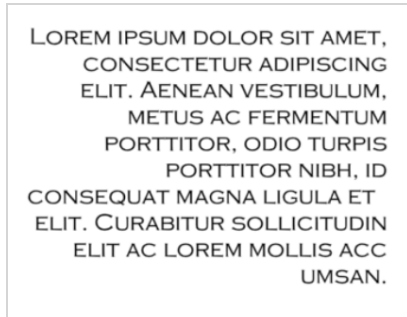 Lorem ipsum dolor sit amet,
consectetur adipiscing
elit. Aenean vestibulum,
metus ac fermentum
porttitor, odio turpis
porttitor nibh, id
consequat magna ligula et
elit. Curabitur sollicitudin
elit ac lorem mollis acc
umsan.